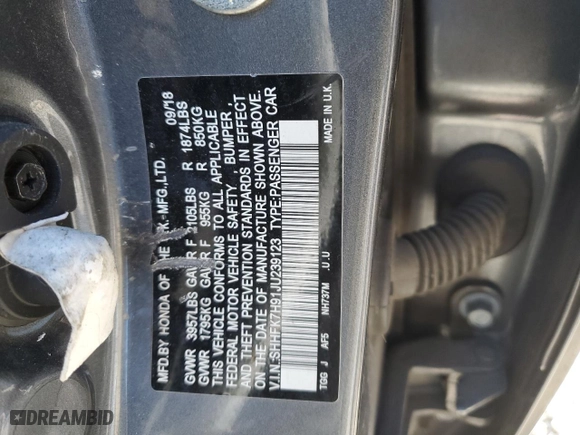 MFD.BY HONDA OF THE U.K.MFG.,LTD. 09/18
GVWR 3957LBS GAWR F 2105LBS R 1874LBS
GVWR 1795KG GAWR F 955KG R 850KG
THIS VEHICLE CONFORMS TO ALL APPLICABLE
FEDERAL MOTOR VEHICLE SAFETY , BUMPER ,
AND THEFT PREVENTION STANDARDS IN EFFECT
ON THE DATE OF MANUFACTURE SHOWN ABOVE.
V.I.N.:SHHFK7H91JU239123 TYPE:PASSENGER CAR
TGG J AF5 NH737M .U .U MADE IN U.K.
DREAMBID